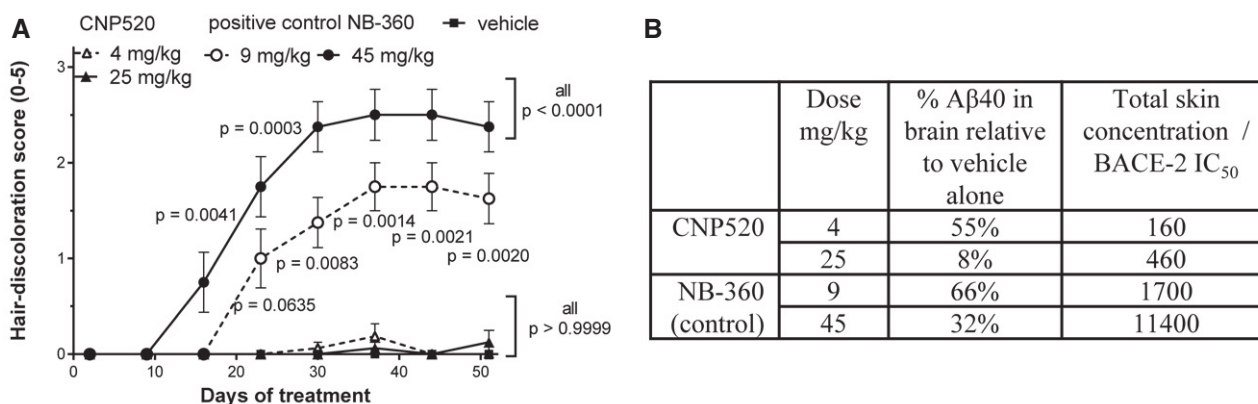 A
CNP520 positive control NB-360 vehicle
4 mg/kg 9 mg/kg 45 mg/kg
25 mg/kg
Hair-discoloration score (0-5)
3
2
1
0
all
p < 0.0001
p = 0.0003
p = 0.0041
p = 0.0014
p = 0.0021
p = 0.0020
p = 0.0083
p = 0.0635
all
p > 0.9999
0 10 20 30 40 50
Days of treatment
B
Dose mg/kg
% Aβ40 in brain relative to vehicle alone
Total skin concentration / BACE-2 IC50
CNP520 4 55% 160
25 8% 460
NB-360 (control) 9 66% 1700
45 32% 11400